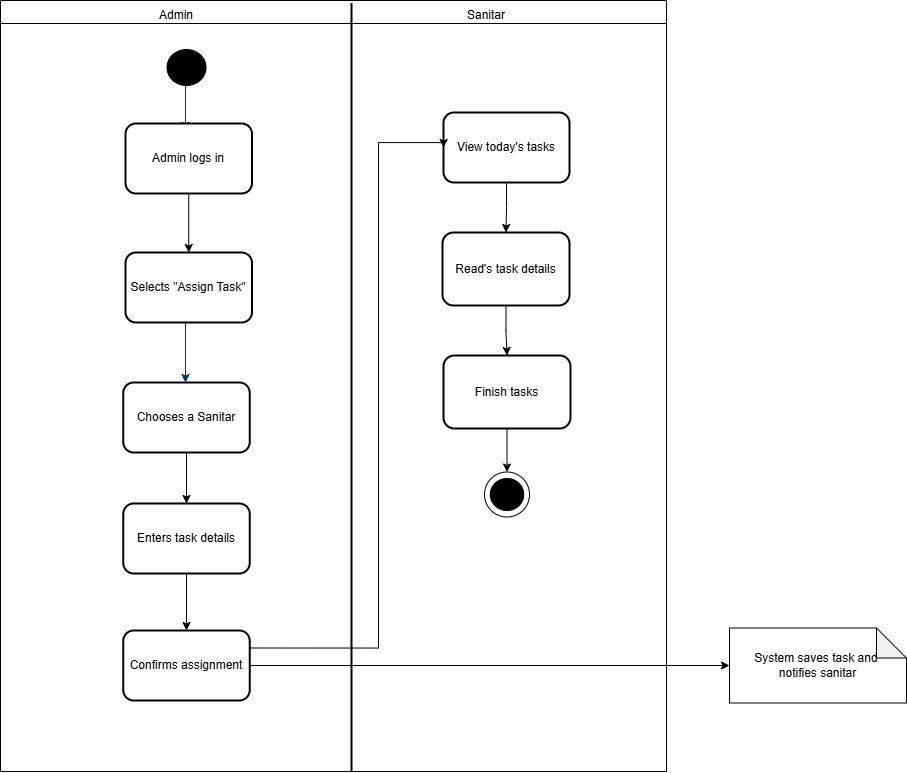 Admin
Sanitar
Admin logs in
Selects "Assign Task"
Chooses a Sanitar
Enters task details
Confirms assignment
View today's tasks
Read's task details
Finish tasks
System saves task and
notifies sanitar